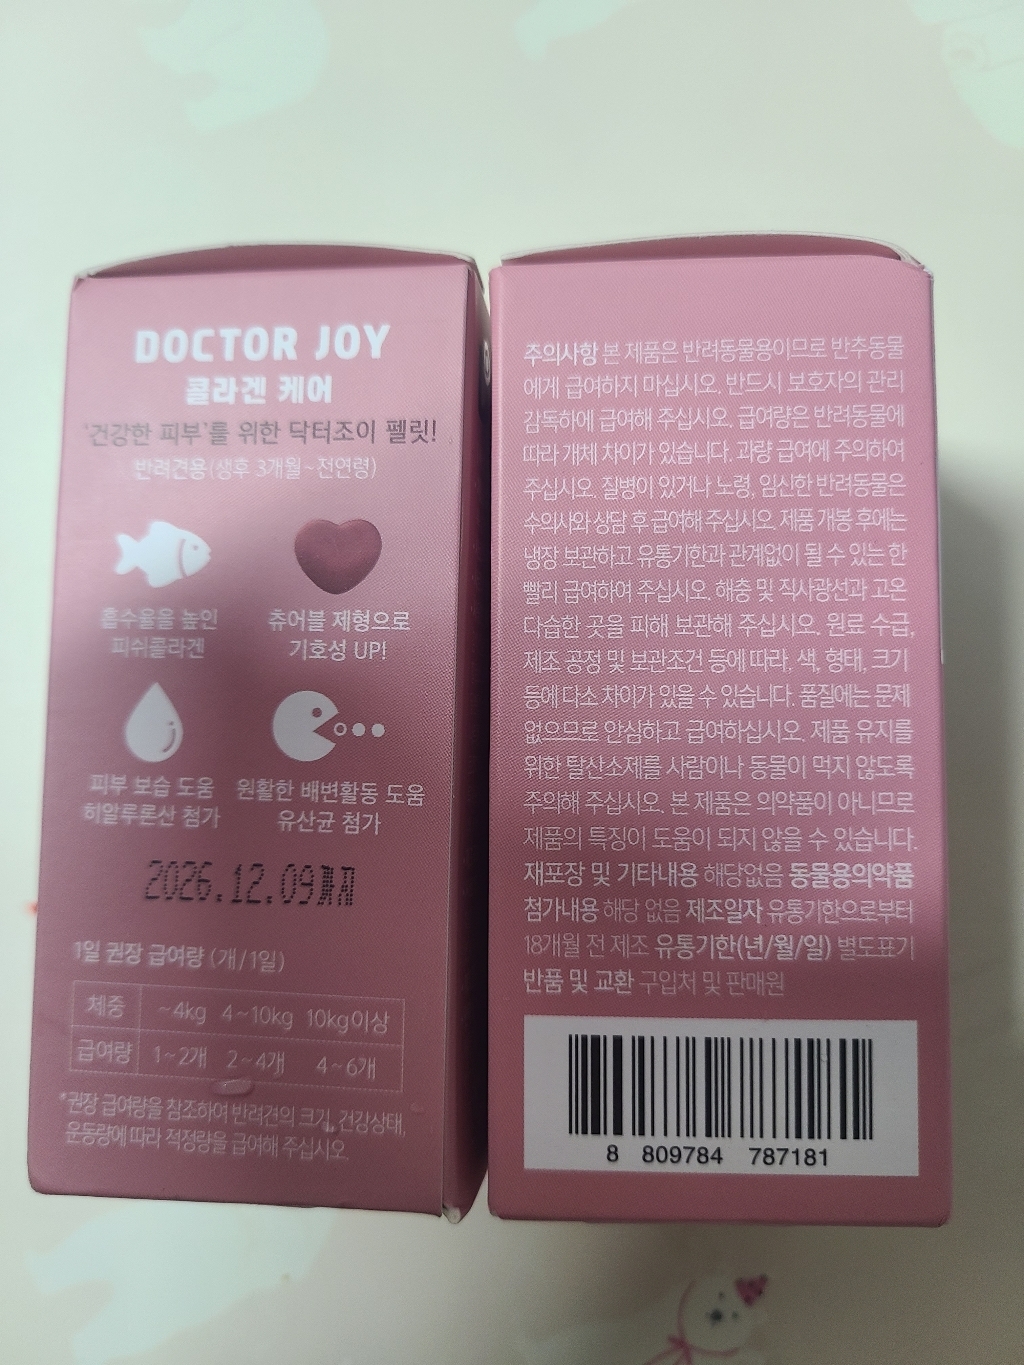 DOCTOR JOY
콜라겐 케어
'건강한 피부'를 위한 닥터조이 펠릿!
반려견용(생후 3개월~전연령)
흡수율을 높인
피쉬콜라겐
츄어블 제형으로
기호성 UP!
피부 보습 도움
히알루론산 첨가
원활한 배변활동 도움
유산균 첨가
2026.12.09까지
1일 권장 급여량 (개/1일)
체중 ~4kg 4~10kg 10kg이상
급여량 1~2개 2~4개 4~6개
*권장 급여량을 참조하여 반려견의 크기, 건강상태,
운동량에 따라 적정량을 급여해 주십시오.
주의사항 본 제품은 반려동물용이므로 반추동물
에게 급여하지 마십시오. 반드시 보호자의 관리
감독하에 급여해 주십시오. 급여량은 반려동물에
따라 개체 차이가 있습니다. 과량 급여에 주의하여
주십시오. 질병이 있거나 노령, 임신한 반려동물은
수의사와 상담 후 급여해 주십시오. 제품 개봉 후에는
냉장 보관하고 유통기한과 관계없이 될 수 있는 한
빨리 급여하여 주십시오. 해충 및 직사광선과 고온
다습한 곳을 피해 보관해 주십시오. 원료 수급,
제조 공정 및 보관조건 등에 따라, 색, 형태, 크기
등에 다소 차이가 있을 수 있습니다. 품질에는 문제
없으므로 안심하고 급여하십시오. 제품 유지를
위한 탈산소제를 사람이나 동물이 먹지 않도록
주의해 주십시오. 본 제품은 의약품이 아니므로
제품의 특징이 도움이 되지 않을 수 있습니다.
재포장 및 기타내용 해당없음 동물용의약품
첨가내용 해당 없음 제조일자 유통기한으로부터
18개월 전 제조 유통기한(년/월/일) 별도표기
반품 및 교환 구입처 및 판매원
8 809784 787181